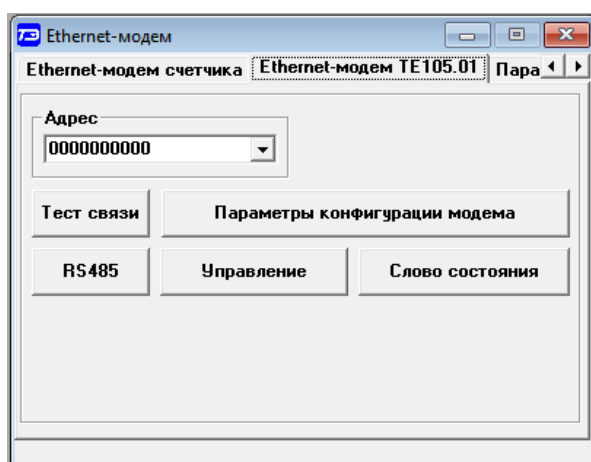 ТЭ Ethernet-модем
Ethernet-модем счетчика Ethernet-модем ТЕ105.01 Пара
Адрес
0000000000
Тест связи Параметры конфигурации модема
RS485 Управление Слово состояния